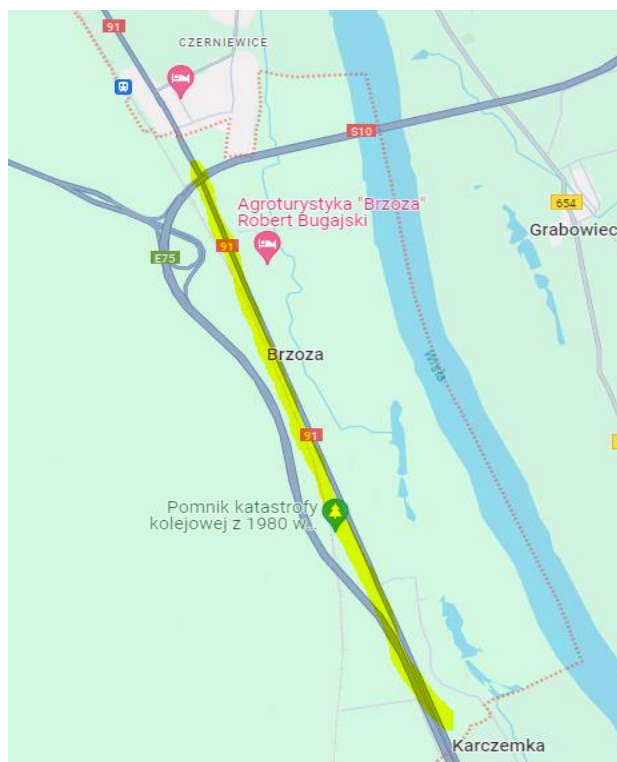 91
CZERNIEWICE
S10
Agroturystyka "Brzoza"
Robert Bugajski
654
Grabowiec
91
E75
Brzoza
Wisła
91
Pomnik katastrofy
kolejowej z 1980 w...
Karczemka